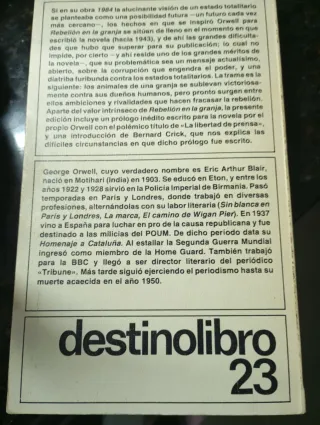 Si en su obra 1984 la alucinante visión de un estado totalitario
se planteaba como una posibilidad futura —un futuro cada vez
más cercano—, los hechos en que se inspiró Orwell para
Rebelión en la granja se sitúan de lleno en el momento en que
escribió la novela (hacia 1943), y de ahí las grandes dificulta-
des que hubo que superar para su publicación; lo cual no
impide, por cierto —y ahí reside uno de los grandes méritos de
la novela—, que su problemática sea un mensaje actualísimo,
abierto, sobre la corrupción que engendra el poder, y una
diatriba furibunda contra los estados totalitarios. La trama es la
siguiente: los animales de una granja se sublevan victoriosa-
mente contra sus dueños humanos, pero pronto surgen entre
ellos ambiciones y rivalidades que hacen fracasar la rebelión.
Aparte del valor intrínseco de Rebelión en la granja, la presente
edición incluye un prólogo inédito escrito para la novela por el
propio Orwell con el polémico título de «La libertad de prensa»,
y una introducción de Bernard Crick, que nos explica las
difíciles circunstancias en que dicho prólogo fue escrito.
George Orwell, cuyo verdadero nombre es Eric Arthur Blair,
nació en Motihari (India) en 1903. Se educó en Eton, y entre los
años 1922 y 1928 sirvió en la Policía Imperial de Birmania. Pasó
temporadas en París y Londres, donde trabajó en diversas
profesiones, alternándolas con su labor literaria (Sin blanca en
París y Londres, La marca, El camino de Wigan Pier). En 1937
vino a España para luchar en pro de la causa republicana y fue
destinado a las milicias del POUM. De dicho período data su
Homenaje a Cataluña. Al estallar la Segunda Guerra Mundial
ingresó como miembro de la Home Guard. También trabajó
para la BBC y llegó a ser director literario del periódico
«Tribune». Más tarde siguió ejerciendo el periodismo hasta su
muerte acaecida en el año 1950.
destinolibro
23